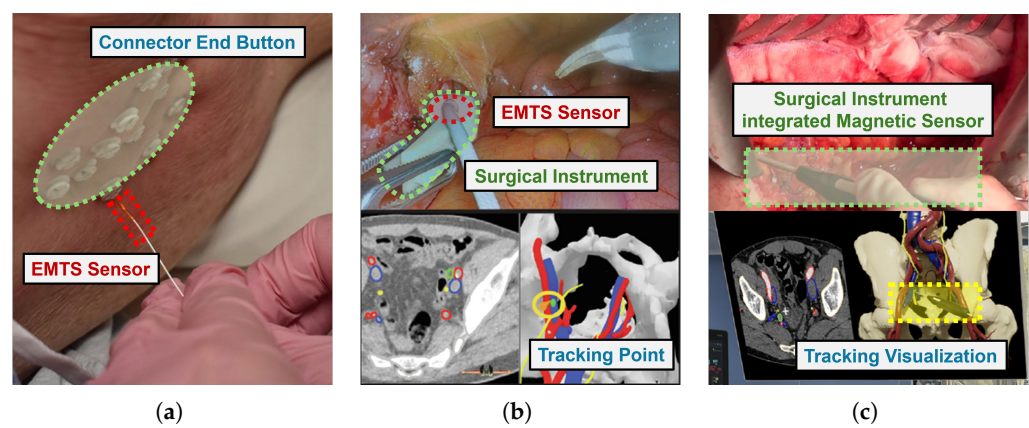 Connector End Button
EMTS Sensor
(a)
EMTS Sensor
Surgical Instrument
Tracking Point
(b)
Surgical Instrument
integrated Magnetic Sensor
Tracking Visualization
(c)